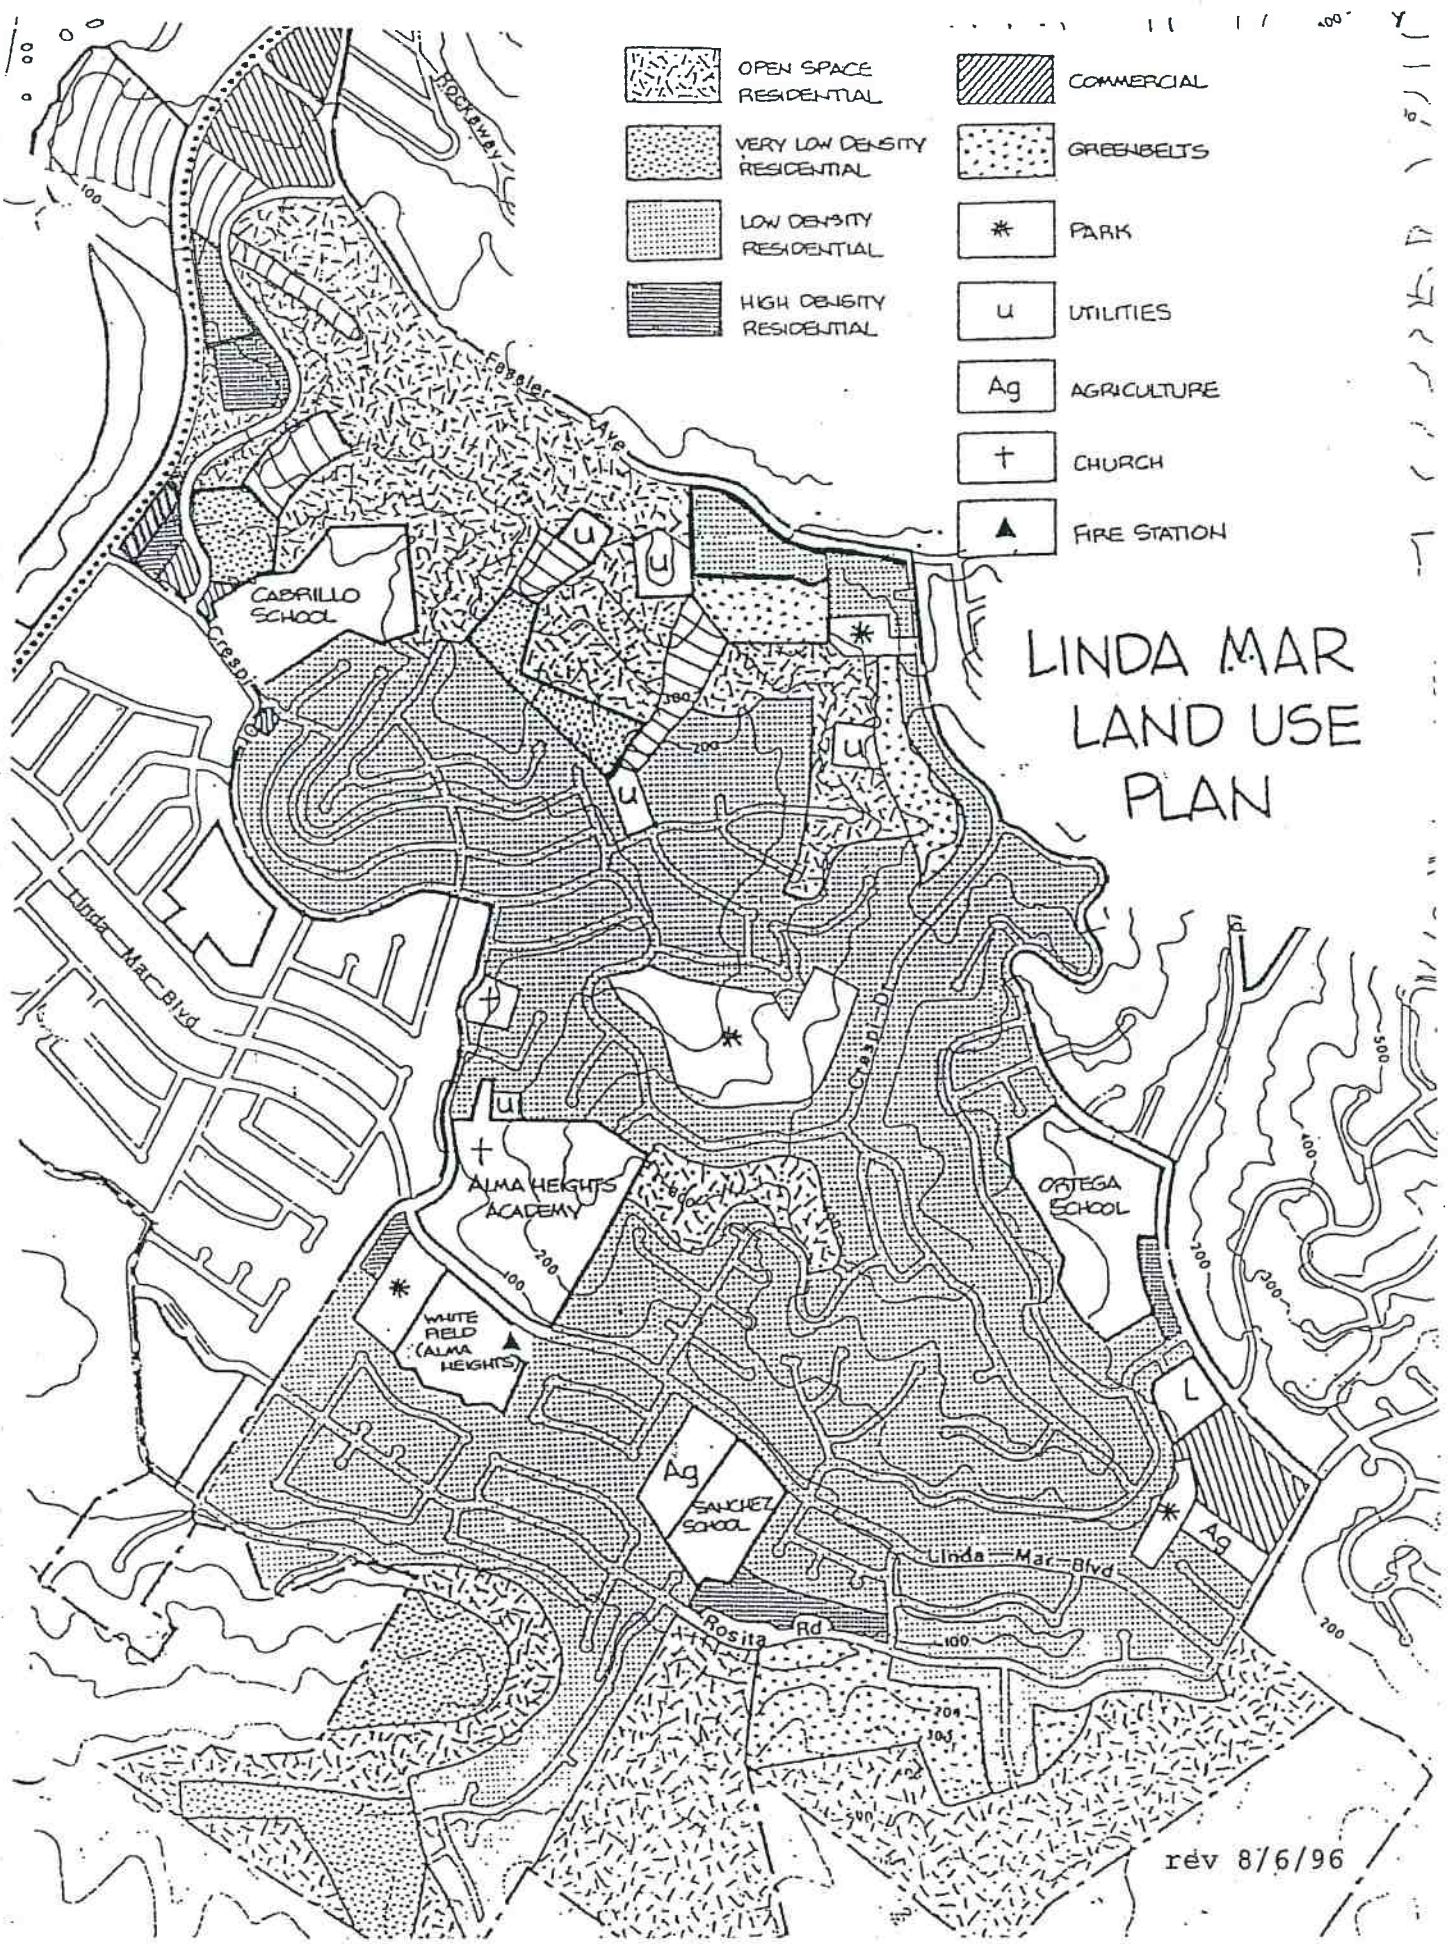 OPEN SPACE
RESIDENTIAL
VERY LOW DENSITY
RESIDENTIAL
LOW DENSITY
RESIDENTIAL
HIGH DENSITY
RESIDENTIAL
COMMERCIAL
GREENBELTS
PARK
U
UTILITIES
Ag
AGRICULTURE
CHURCH
FIRE STATION
LINDA MAR
LAND USE
PLAN
Rockaway
100
Fassler Ave
U
U
CABRILLO
SCHOOL
Crespi
300
200
U
U
Linda Mar Blvd
Crespi Dr
U
ALMA HEIGHTS
ACADEMY
200
100
ORTEGA
SCHOOL
500
400
200
300
WHITE
FIELD
(ALMA
HEIGHTS)
L
Ag
SANCHEZ
SCHOOL
Ag
Linda Mar Blvd
Rosita Rd
100
200
rev 8/6/96